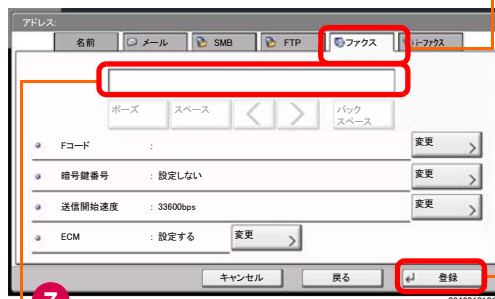 アドレス:
名前 メール SMB FTP ファクス i-ファクス
ポーズ スペース バックスペース
Fコード : 変更
暗号鍵番号 : 設定しない 変更
送信開始速度 : 33600bps 変更
ECM : 設定する 変更
キャンセル 戻る 登録
7